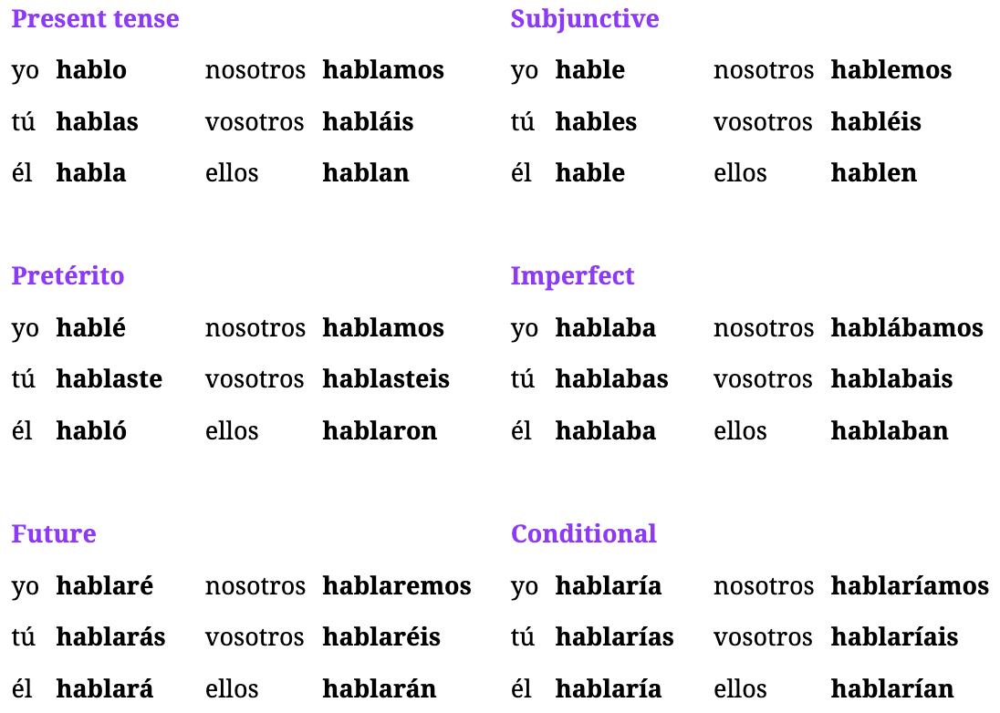 Present tense
yo hablo nosotros hablamos
tú hablas vosotros habláis
él habla ellos hablan
Subjunctive
yo hable nosotros hablemos
tú hables vosotros habléis
él hable ellos hablen
Pretérito
yo hablé nosotros hablamos
tú hablaste vosotros hablasteis
él habló ellos hablaron
Imperfect
yo hablaba nosotros hablábamos
tú hablabas vosotros hablabais
él hablaba ellos hablaban
Future
yo hablaré nosotros hablaremos
tú hablarás vosotros hablaréis
él hablará ellos hablarán
Conditional
yo hablaría nosotros hablaríamos
tú hablarías vosotros hablaríais
él hablaría ellos hablarían